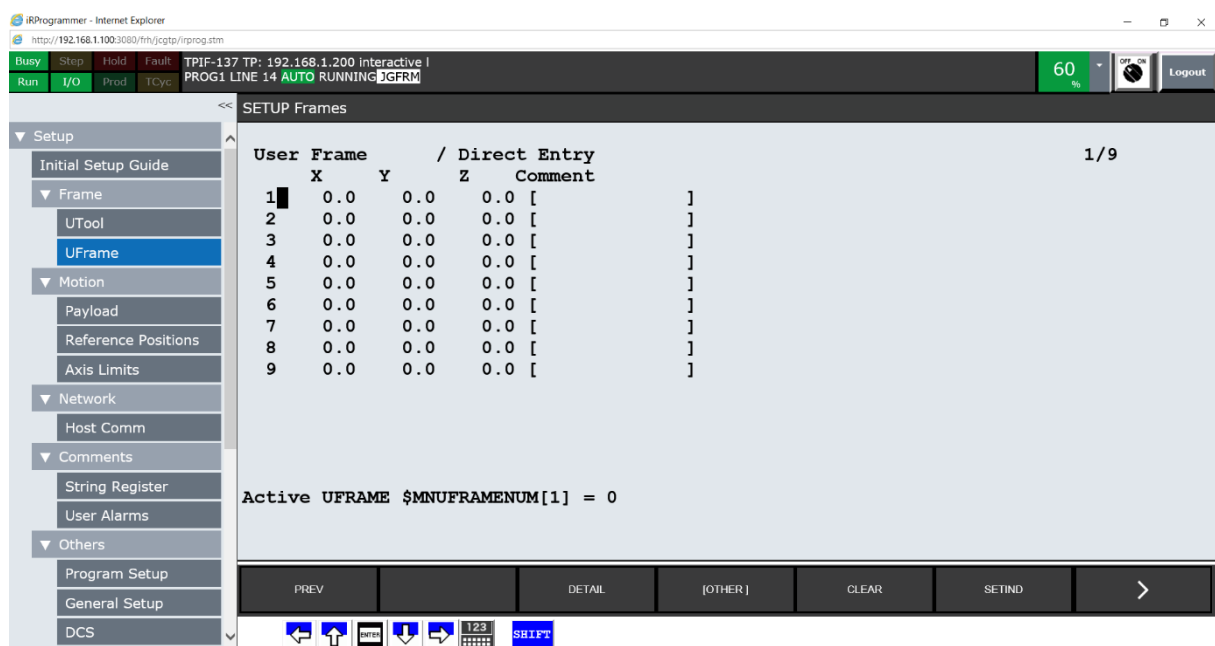 iRProgrammer - Internet Explorer
http://192.168.1.100:3080/frh/jcgtp/irprog.stm
Busy Step Hold Fault TPIF-137 TP: 192.168.1.200 interactive l
Run I/O Prod TCyc PROG1 LINE 14 AUTO RUNNING JGFRM
60 %
OFF ON
Logout
<< SETUP Frames
Setup
Initial Setup Guide
Frame
UTool
UFrame
Motion
Payload
Reference Positions
Axis Limits
Network
Host Comm
Comments
String Register
User Alarms
Others
Program Setup
General Setup
DCS
User Frame / Direct Entry 1/9
X Y Z Comment
1 0.0 0.0 0.0 [ ]
2 0.0 0.0 0.0 [ ]
3 0.0 0.0 0.0 [ ]
4 0.0 0.0 0.0 [ ]
5 0.0 0.0 0.0 [ ]
6 0.0 0.0 0.0 [ ]
7 0.0 0.0 0.0 [ ]
8 0.0 0.0 0.0 [ ]
9 0.0 0.0 0.0 [ ]
Active UFRAME $MNUFRAMENUM[1] = 0
PREV DETAIL [OTHER ] CLEAR SETIND >
ENTER 123 SHIFT